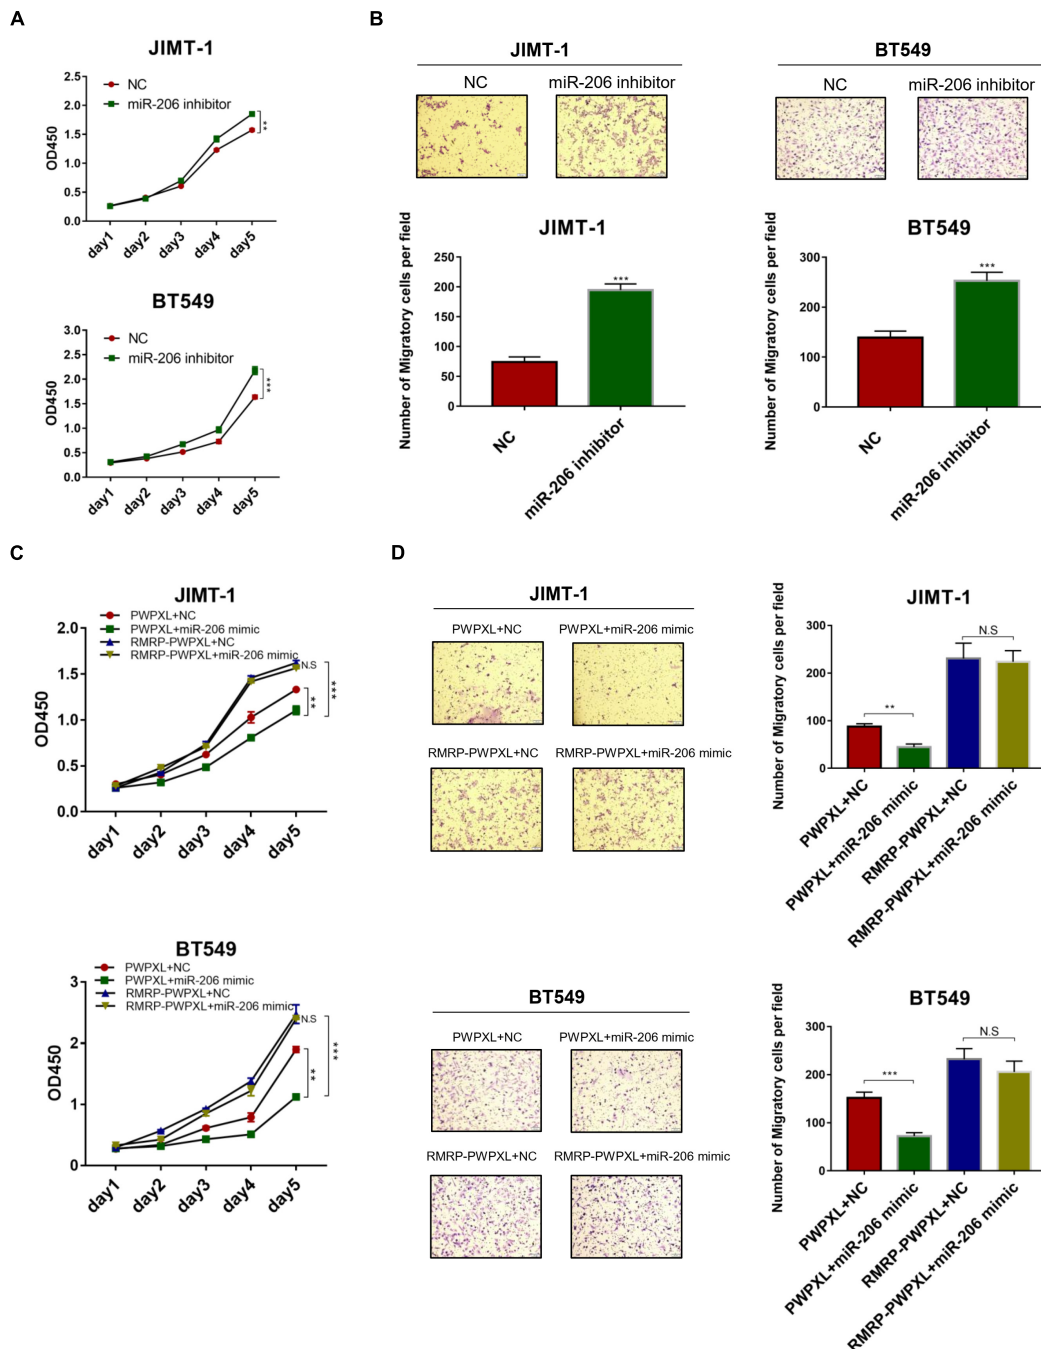 A
JIMT-1
NC
miR-206 inhibitor
2.5
2.0
1.5
1.0
0.5
0.0
OD450
**
day1
day2
day3
day4
day5
BT549
NC
miR-206 inhibitor
3.0
2.5
2.0
1.5
1.0
0.5
0.0
OD450
***
day1
day2
day3
day4
day5
B
JIMT-1
NC
miR-206 inhibitor
BT549
NC
miR-206 inhibitor
JIMT-1
Number of Migratory cells per field
250
200
150
100
50
0
***
NC
miR-206 inhibitor
BT549
Number of Migratory cells per field
300
200
100
0
***
NC
miR-206 inhibitor
C
JIMT-1
PWPXL+NC
PWPXL+miR-206 mimic
RMRP-PWPXL+NC
RMRP-PWPXL+miR-206 mimic
2.0
1.5
1.0
0.5
0.0
OD450
N.S
**
***
day1
day2
day3
day4
day5
BT549
PWPXL+NC
PWPXL+miR-206 mimic
RMRP-PWPXL+NC
RMRP-PWPXL+miR-206 mimic
3
2
1
0
OD450
N.S
**
***
day1
day2
day3
day4
day5
D
JIMT-1
PWPXL+NC
PWPXL+miR-206 mimic
RMRP-PWPXL+NC
RMRP-PWPXL+miR-206 mimic
JIMT-1
Number of Migratory cells per field
300
200
100
0
**
N.S
PWPXL+NC
PWPXL+miR-206 mimic
RMRP-PWPXL+NC
RMRP-PWPXL+miR-206 mimic
BT549
PWPXL+NC
PWPXL+miR-206 mimic
RMRP-PWPXL+NC
RMRP-PWPXL+miR-206 mimic
BT549
Number of Migratory cells per field
300
200
100
0
***
N.S
PWPXL+NC
PWPXL+miR-206 mimic
RMRP-PWPXL+NC
RMRP-PWPXL+miR-206 mimic